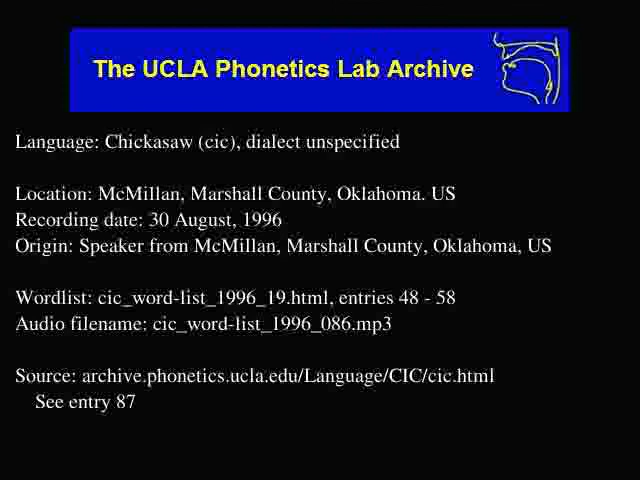 The UCLA Phonetics Lab Archive
Language: Chickasaw (cic), dialect unspecified
Location: McMillan, Marshall County, Oklahoma. US
Recording date: 30 August, 1996
Origin: Speaker from McMillan, Marshall County, Oklahoma, US
Wordlist: cic_word-list_1996_19.html, entries 48 - 58
Audio filename: cic_word-list_1996_086.mp3
Source: archive.phonetics.ucla.edu/Language/CIC/cic.html
See entry 87